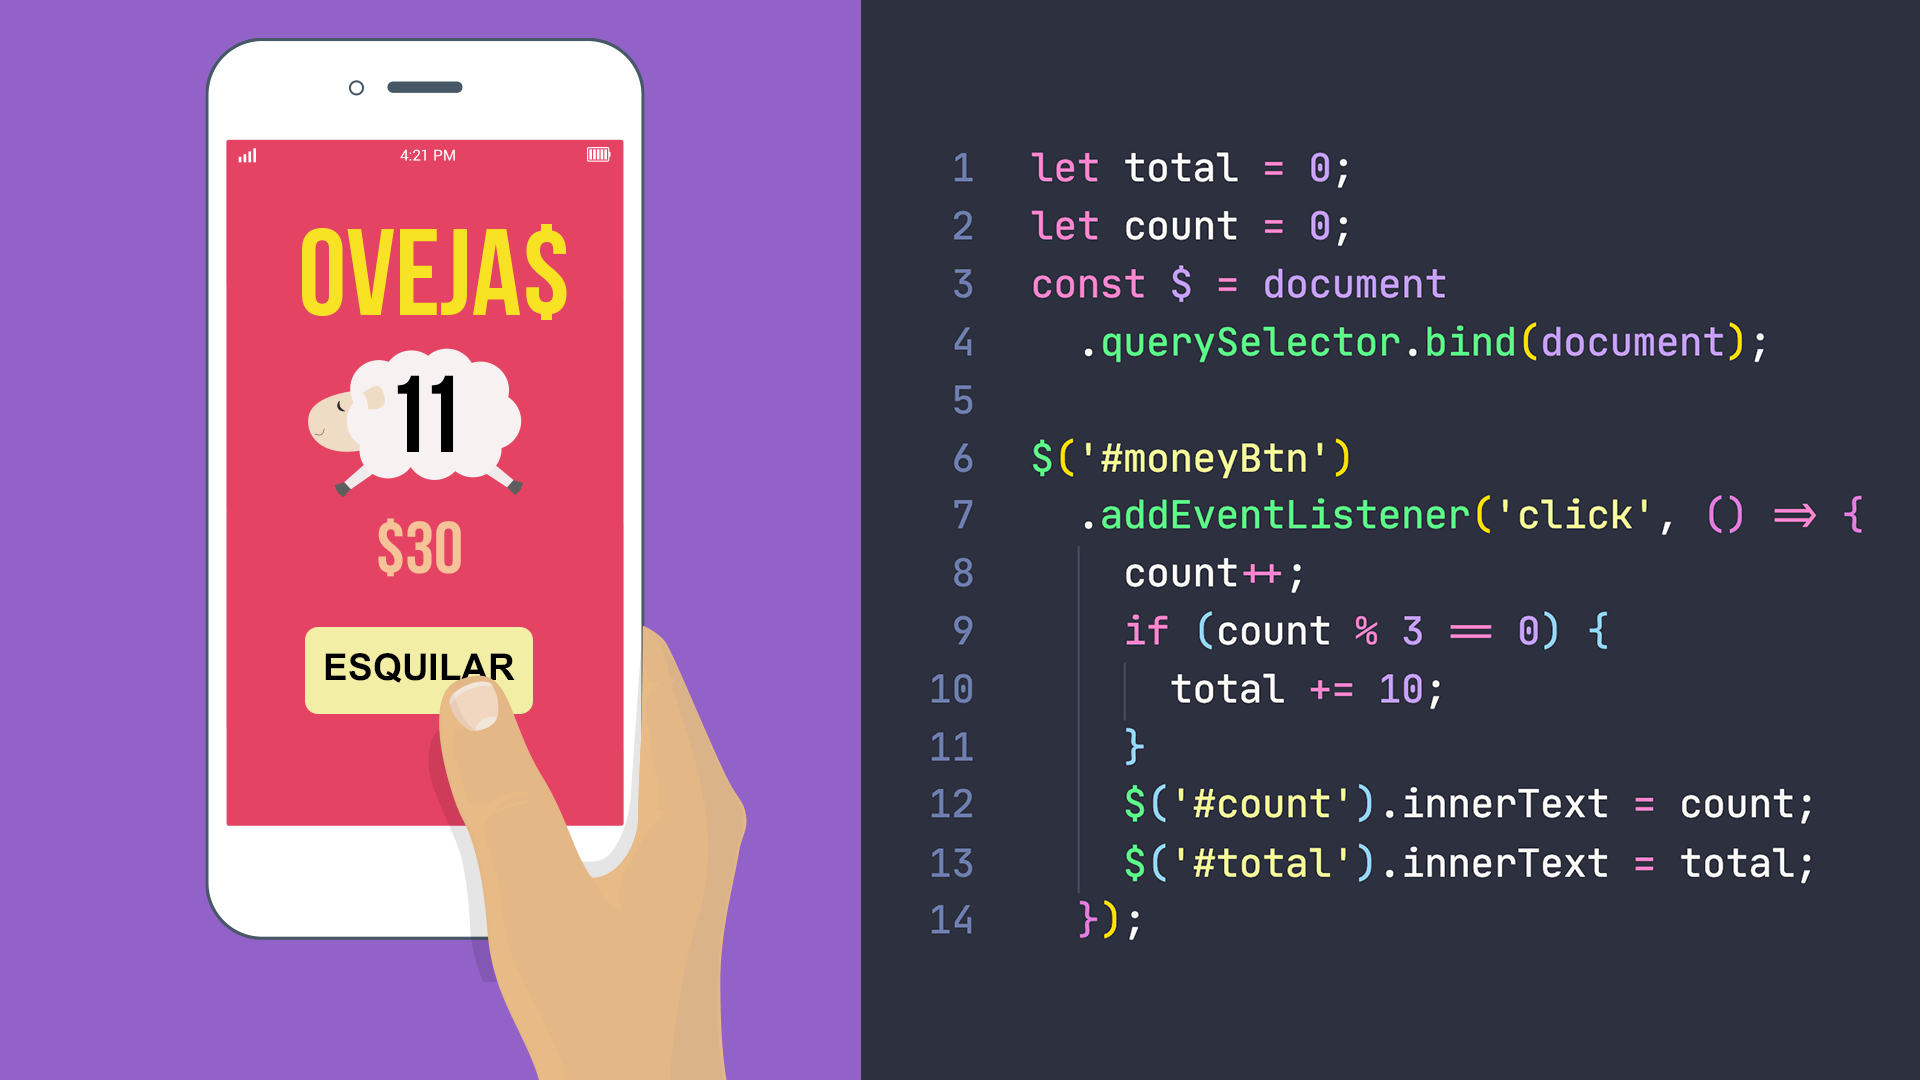 4:21 PM
OVEJA$
11
$30
ESQUILAR
1 let total = 0;
2 let count = 0;
3 const $ = document
4 .querySelector.bind(document);
5
6 $('#moneyBtn')
7 .addEventListener('click', () => {
8 count++;
9 if (count % 3 == 0) {
10 total += 10;
11 }
12 $('#count').innerText = count;
13 $('#total').innerText = total;
14 });